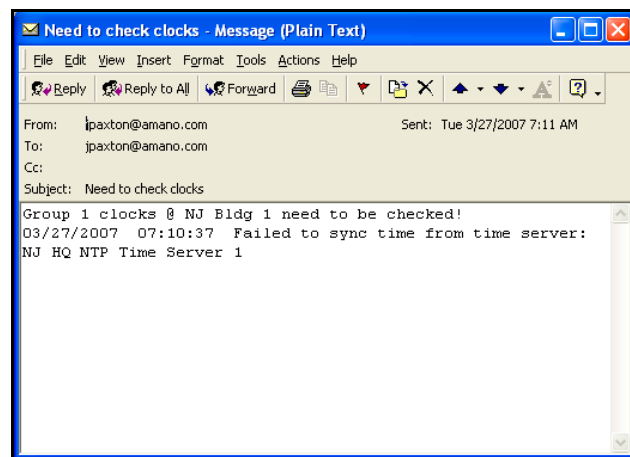 Need to check clocks - Message (Plain Text)
File Edit View Insert Format Tools Actions Help
Reply Reply to All Forward A
From: jpaxton@amano.com Sent: Tue 3/27/2007 7:11 AM
To: jpaxton@amano.com
Cc:
Subject: Need to check clocks
Group 1 clocks @ NJ Bldg 1 need to be checked!
03/27/2007 07:10:37 Failed to sync time from time server:
NJ HQ NTP Time Server 1